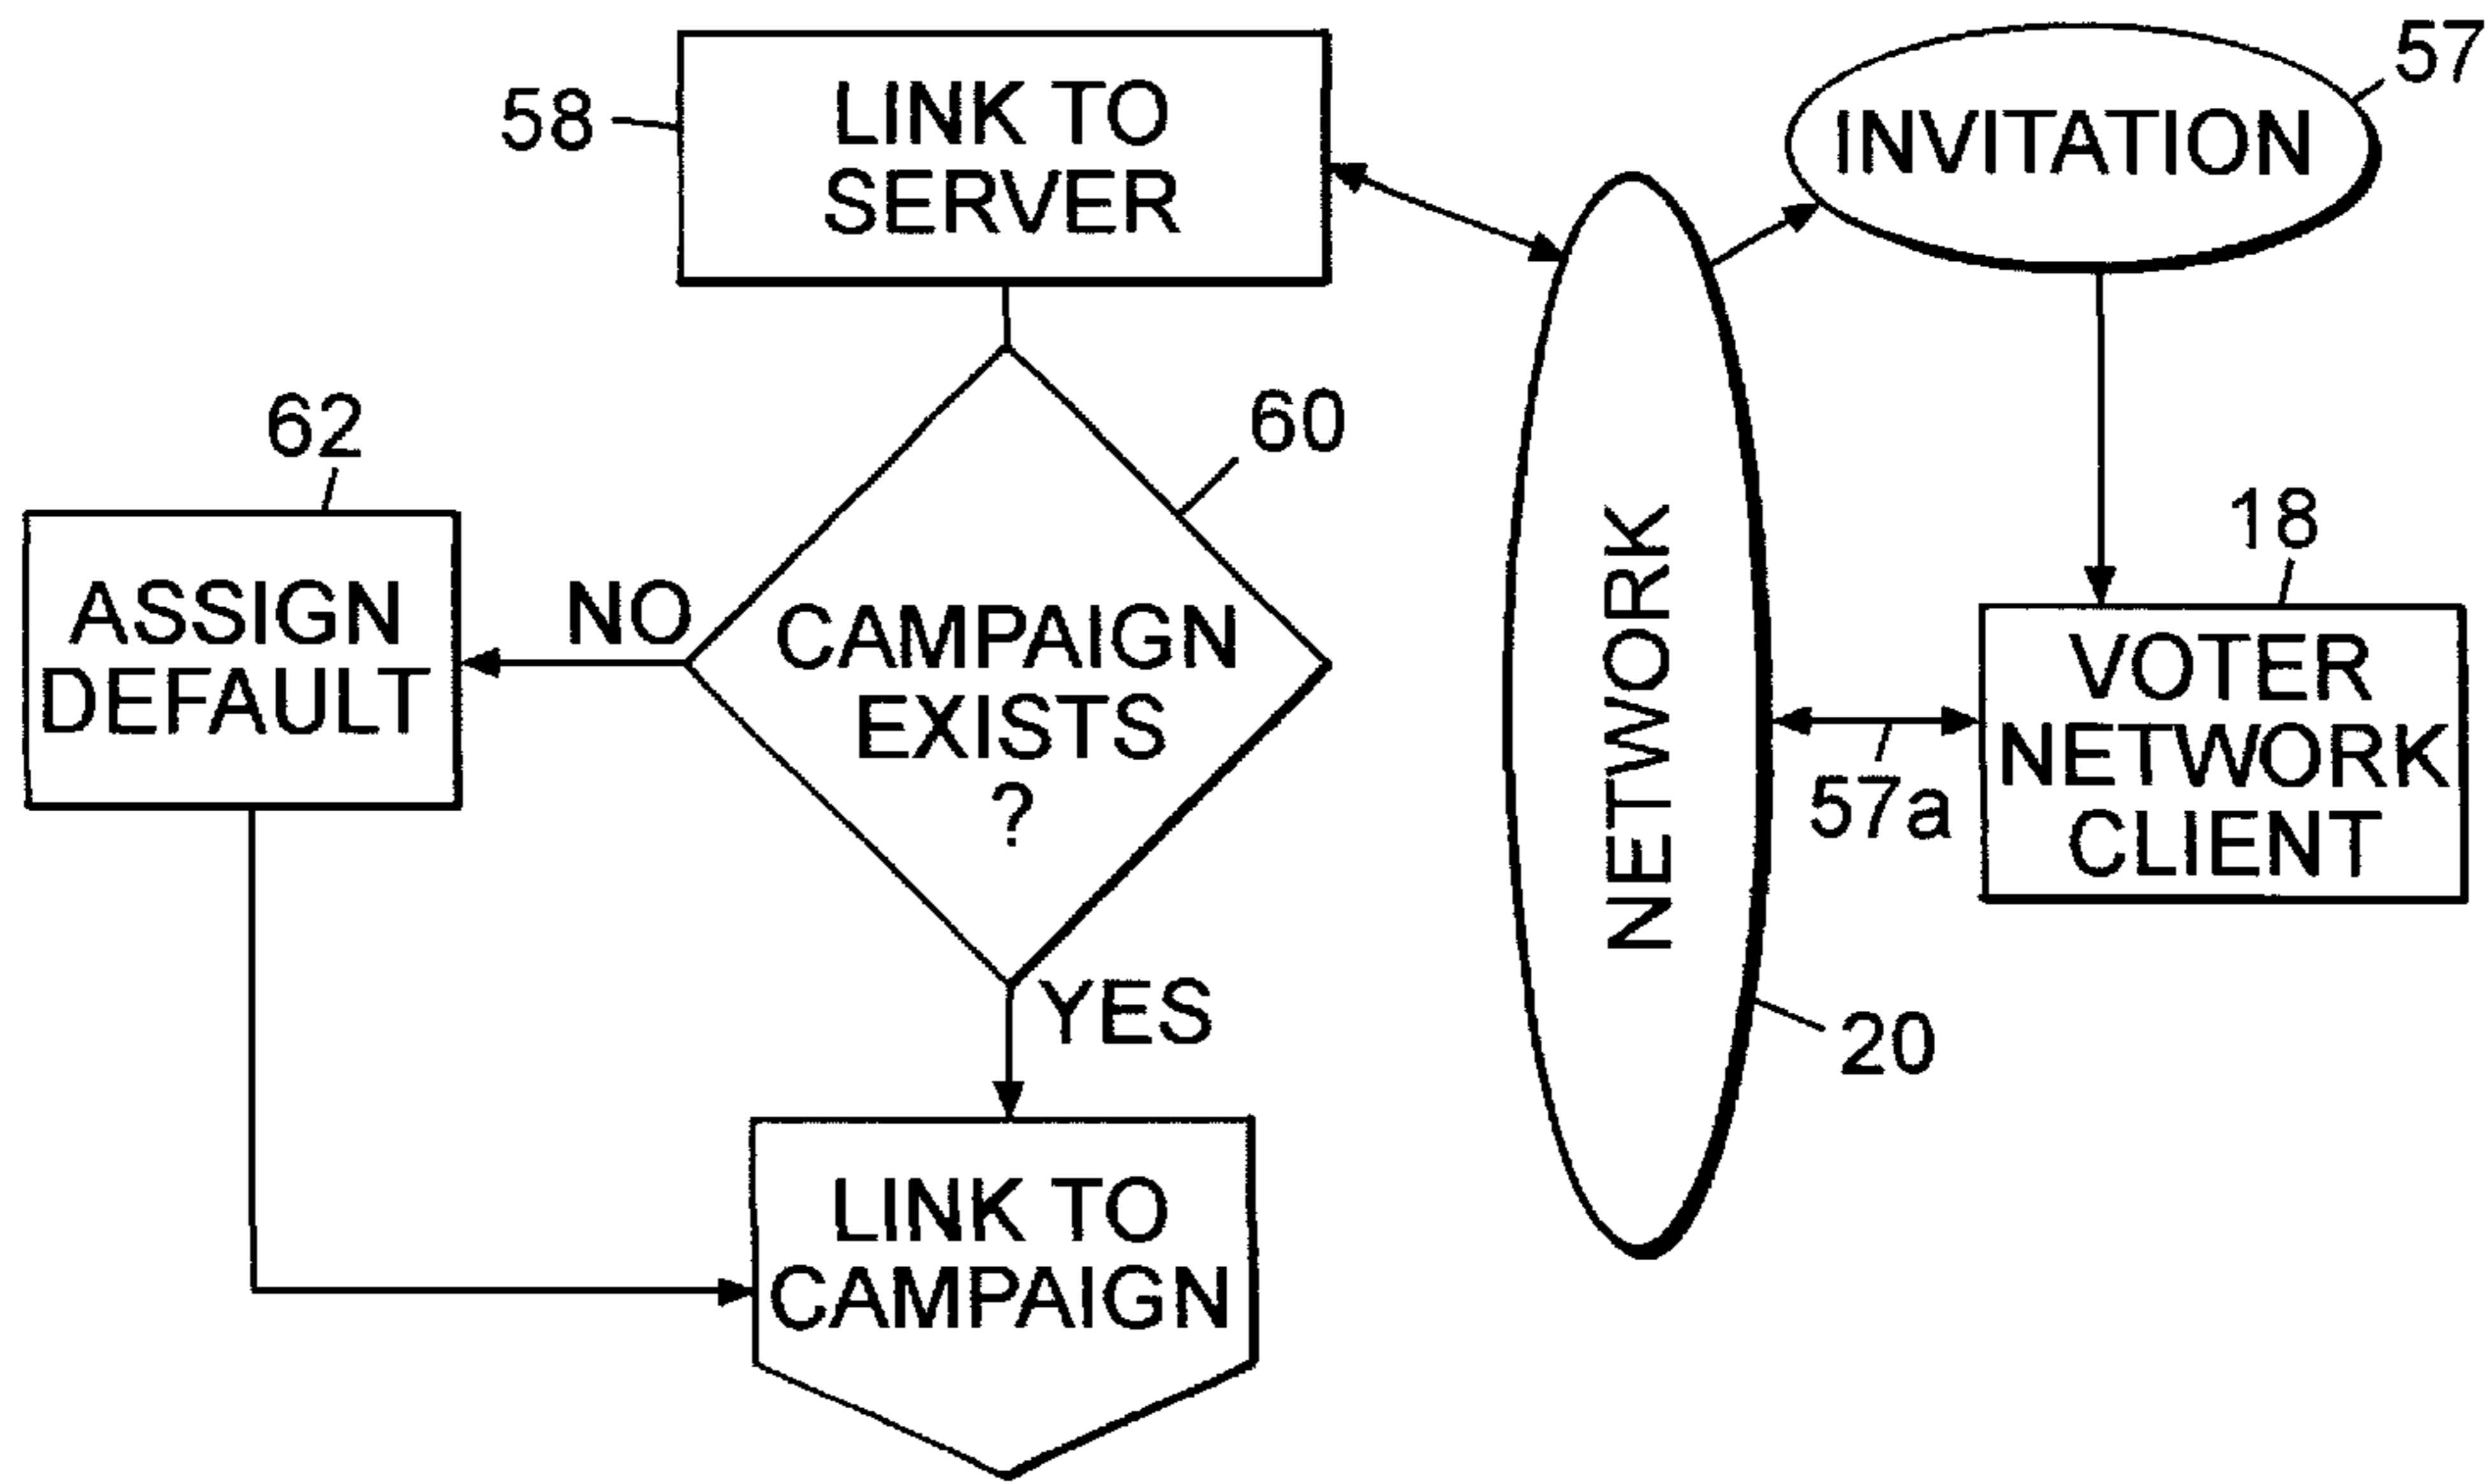 58
LINK TO
SERVER
57
INVITATION
62
60
18
ASSIGN
DEFAULT
NO
CAMPAIGN
EXISTS
?
NETWORK
VOTER
NETWORK
CLIENT
57a
YES
20
LINK TO
CAMPAIGN